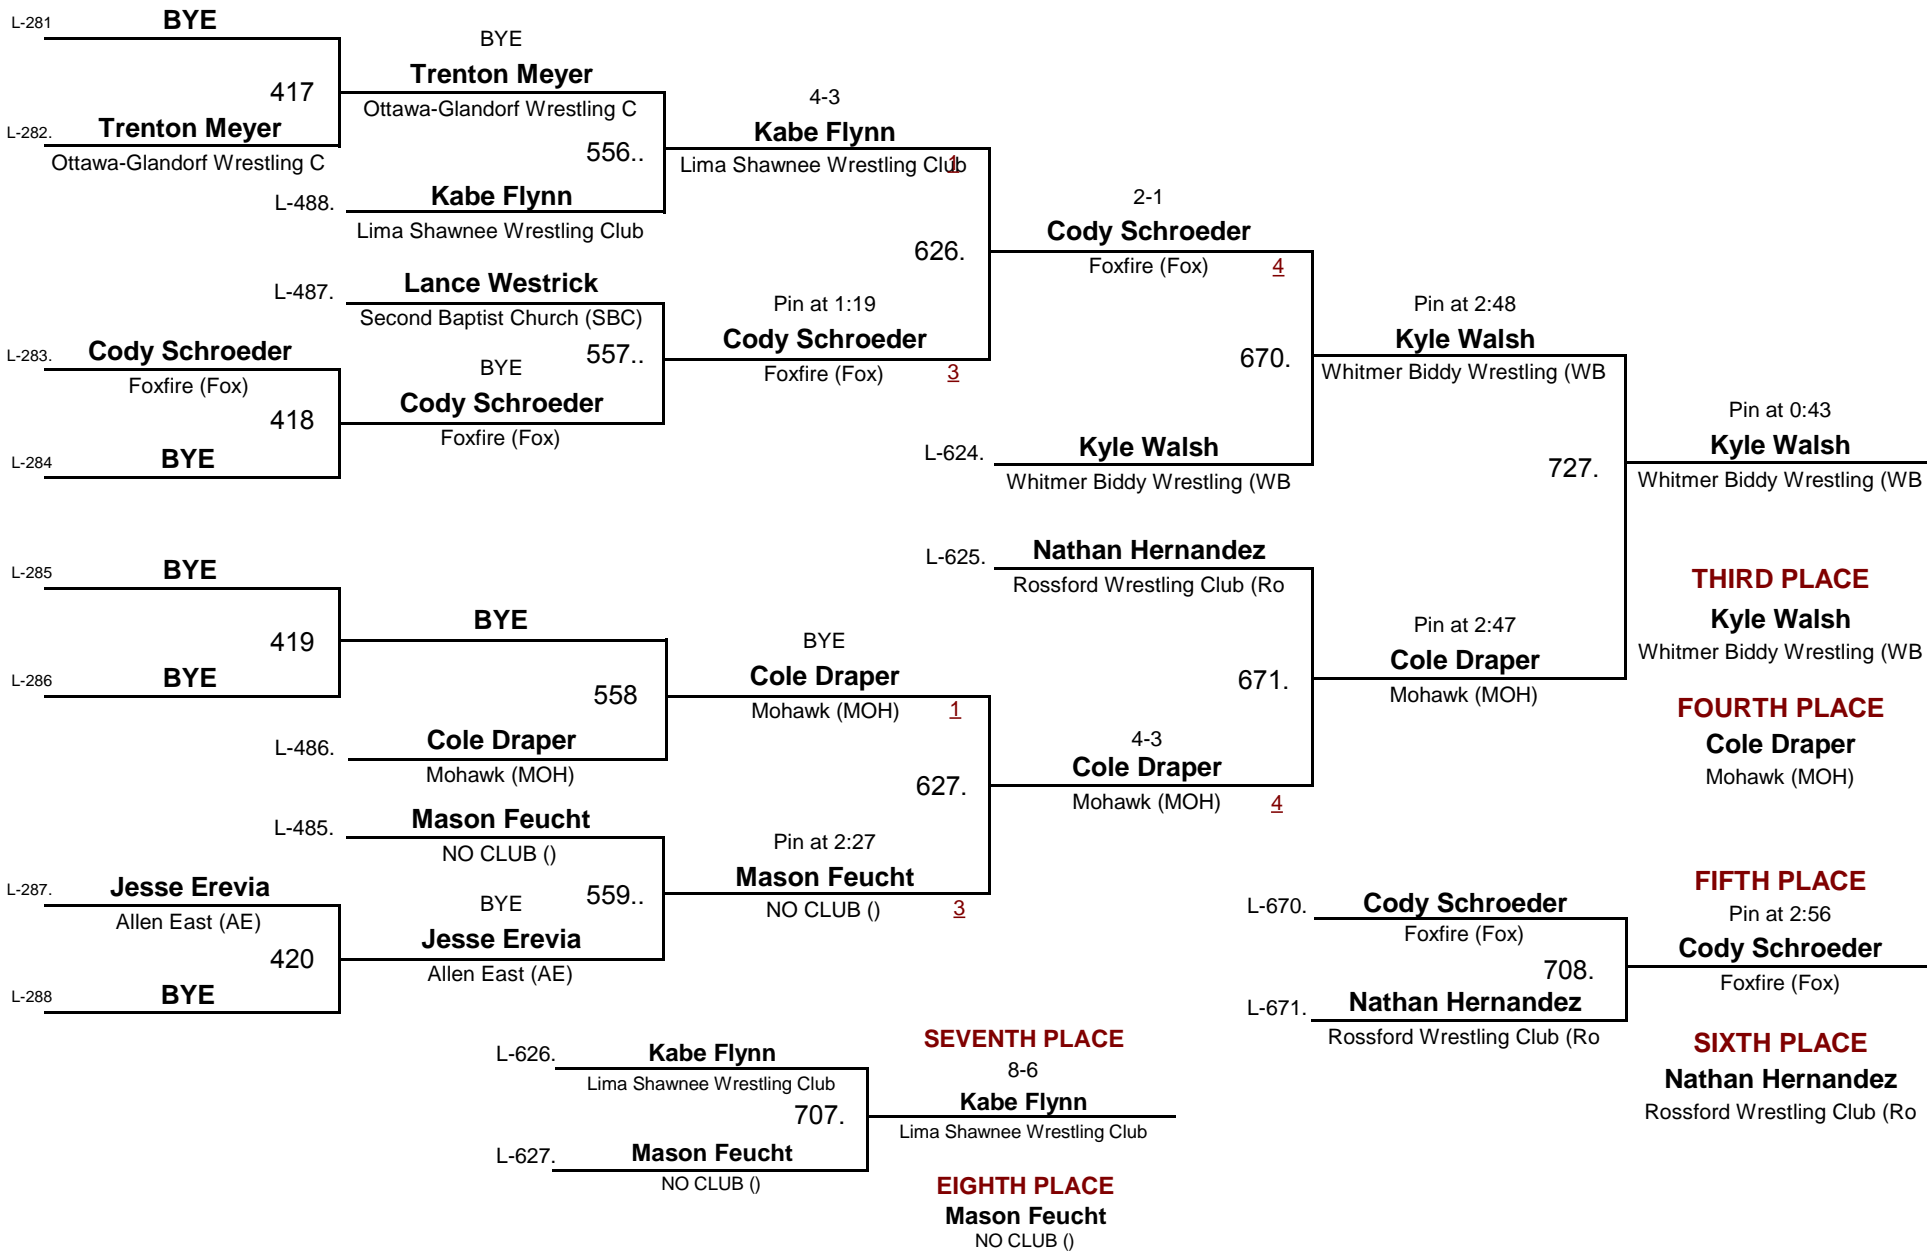 L-281
BYE
BYE
Trenton Meyer
417
Ottawa-Glandorf Wrestling C
L-282.
Trenton Meyer
Ottawa-Glandorf Wrestling C
556..
4-3
Kabe Flynn
Lima Shawnee Wrestling Club
1
L-488.
Kabe Flynn
Lima Shawnee Wrestling Club
626.
2-1
Cody Schroeder
Foxfire (Fox)
4
L-487.
Lance Westrick
Second Baptist Church (SBC)
557..
Pin at 1:19
Cody Schroeder
Foxfire (Fox)
3
L-283.
Cody Schroeder
Foxfire (Fox)
418
BYE
Cody Schroeder
Foxfire (Fox)
L-284
BYE
670.
Pin at 2:48
Kyle Walsh
Whitmer Biddy Wrestling (WB
L-624.
Kyle Walsh
Whitmer Biddy Wrestling (WB
727.
Pin at 0:43
Kyle Walsh
Whitmer Biddy Wrestling (WB
L-285
BYE
419
BYE
L-286
BYE
558
BYE
Cole Draper
Mohawk (MOH)
1
L-486.
Cole Draper
Mohawk (MOH)
L-625.
Nathan Hernandez
Rossford Wrestling Club (Ro
671.
Pin at 2:47
Cole Draper
Mohawk (MOH)
THIRD PLACE
Kyle Walsh
Whitmer Biddy Wrestling (WB
FOURTH PLACE
Cole Draper
Mohawk (MOH)
627.
4-3
Cole Draper
Mohawk (MOH)
4
L-485.
Mason Feucht
NO CLUB ()
559..
Pin at 2:27
Mason Feucht
NO CLUB ()
3
L-287.
Jesse Erevia
Allen East (AE)
420
BYE
Jesse Erevia
Allen East (AE)
L-288
BYE
L-670.
Cody Schroeder
Foxfire (Fox)
708.
L-671.
Nathan Hernandez
Rossford Wrestling Club (Ro
FIFTH PLACE
Pin at 2:56
Cody Schroeder
Foxfire (Fox)
SIXTH PLACE
Nathan Hernandez
Rossford Wrestling Club (Ro
L-626.
Kabe Flynn
Lima Shawnee Wrestling Club
707.
L-627.
Mason Feucht
NO CLUB ()
SEVENTH PLACE
8-6
Kabe Flynn
Lima Shawnee Wrestling Club
EIGHTH PLACE
Mason Feucht
NO CLUB ()